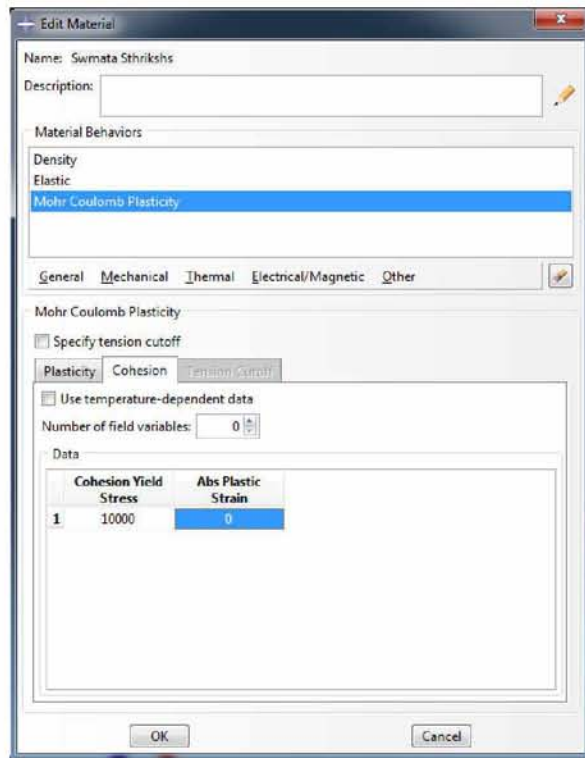 Edit Material
Name: Swmata Sthrikshs
Description:
Material Behaviors
Density
Elastic
Mohr Coulomb Plasticity
General Mechanical Thermal Electrical/Magnetic Other
Mohr Coulomb Plasticity
Specify tension cutoff
Plasticity Cohesion Tension Cutoff
Use temperature-dependent data
Number of field variables: 0
Data
Cohesion Yield Stress Abs Plastic Strain
1 10000 0
OK Cancel